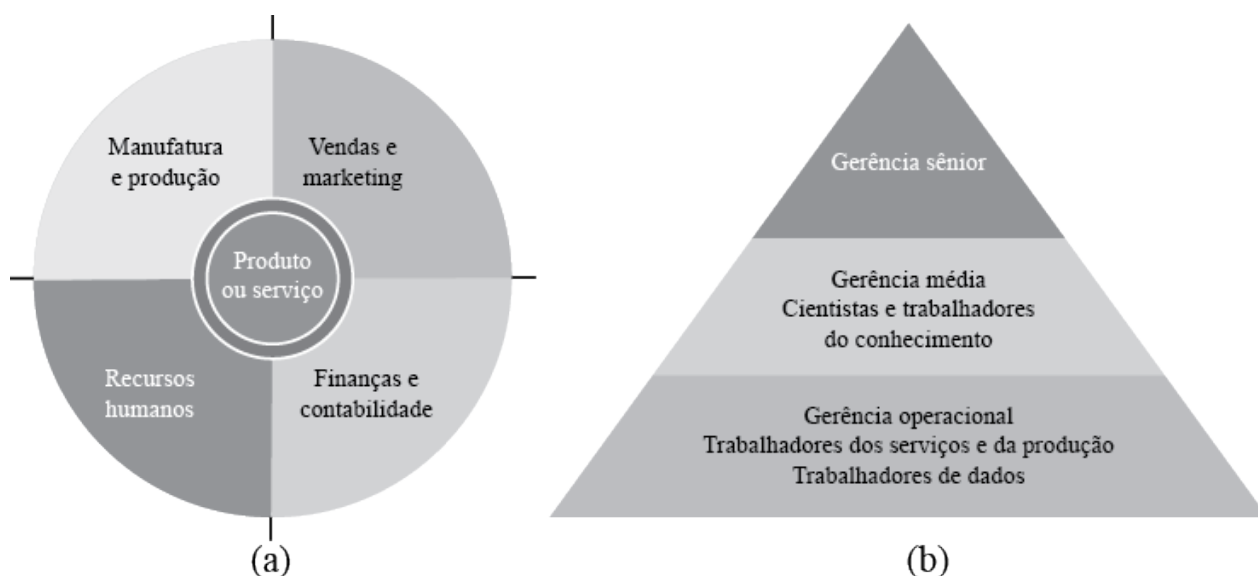 Manufatura
e produção
Vendas e
marketing
Produto
ou serviço
Recursos
humanos
Finanças e
contabilidade
(a)
Gerência sênior
Gerência média
Cientistas e trabalhadores
do conhecimento
Gerência operacional
Trabalhadores dos serviços e da produção
Trabalhadores de dados
(b)